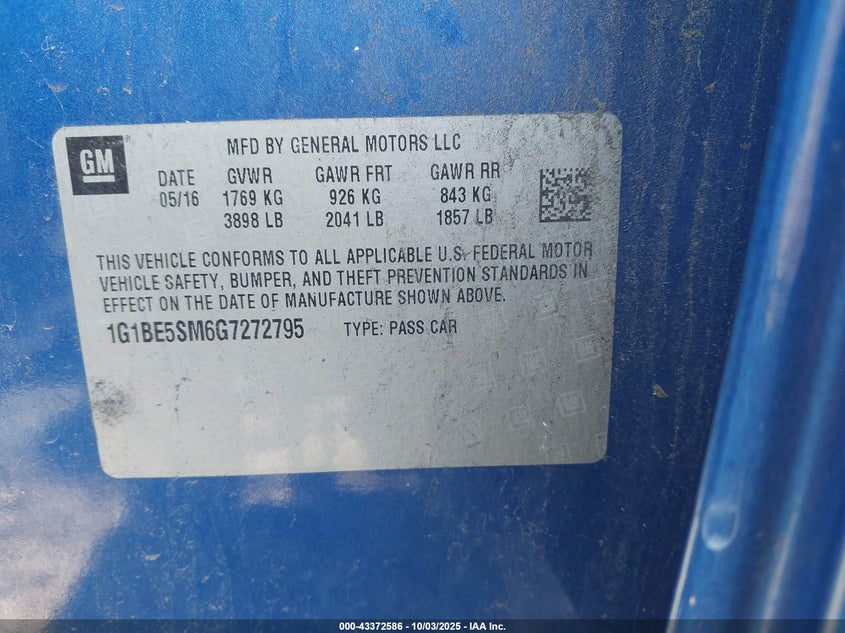 GM
MFD BY GENERAL MOTORS LLC
DATE GVWR GAWR FRT GAWR RR
05/16 1769 KG 926 KG 843 KG
3898 LB 2041 LB 1857 LB
THIS VEHICLE CONFORMS TO ALL APPLICABLE U.S. FEDERAL MOTOR
VEHICLE SAFETY, BUMPER, AND THEFT PREVENTION STANDARDS IN
EFFECT ON THE DATE OF MANUFACTURE SHOWN ABOVE.
1G1BE5SM6G7272795 TYPE: PASS CAR
000-43372586 - 10/03/2025 - IAA Inc.